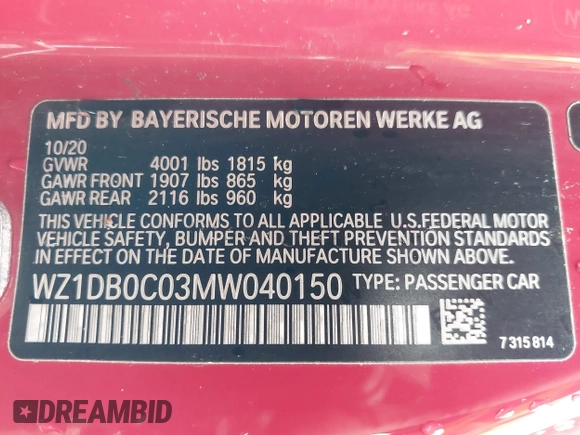 MFD BY BAYERISCHE MOTOREN WERKE AG
10/20
GVWR 4001 lbs 1815 kg
GAWR FRONT 1907 lbs 865 kg
GAWR REAR 2116 lbs 960 kg
THIS VEHICLE CONFORMS TO ALL APPLICABLE U.S.FEDERAL MOTOR
VEHICLE SAFETY, BUMPER AND THEFT PREVENTION STANDARDS
IN EFFECT ON THE DATE OF MANUFACTURE SHOWN ABOVE.
WZ1DB0C03MW040150 TYPE: PASSENGER CAR
7315814
DREAMBID